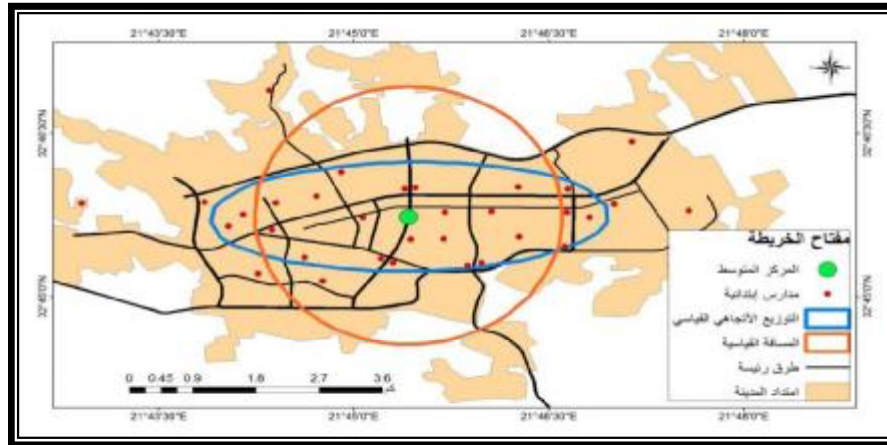 21°43'30"E
21°45'0"E
21°46'30"E
21°48'0"E
32°46'30"N
32°46'30"N
32°45'0"N
32°45'0"N
مفتاح الخريطة
المركز المتوسط
مدارس إبتدائية
التوزيع الأتجاهي القياسي
المسافة القياسية
طرق رئيسة
امتداد المدينة
0 0.45 0.9 1.8 2.7 3.6
كم
21°43'30"E
21°45'0"E
21°46'30"E
21°48'0"E